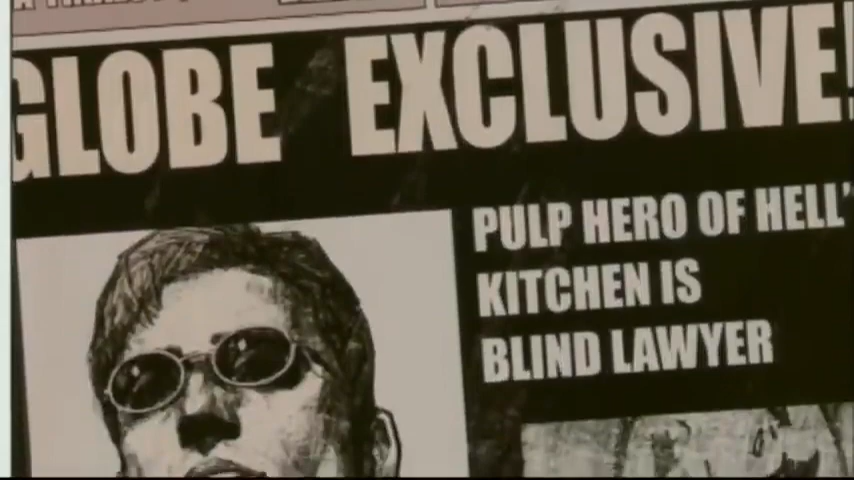 GLOBE EXCLUSIVE!
PULP HERO OF HELL'
KITCHEN IS
BLIND LAWYER